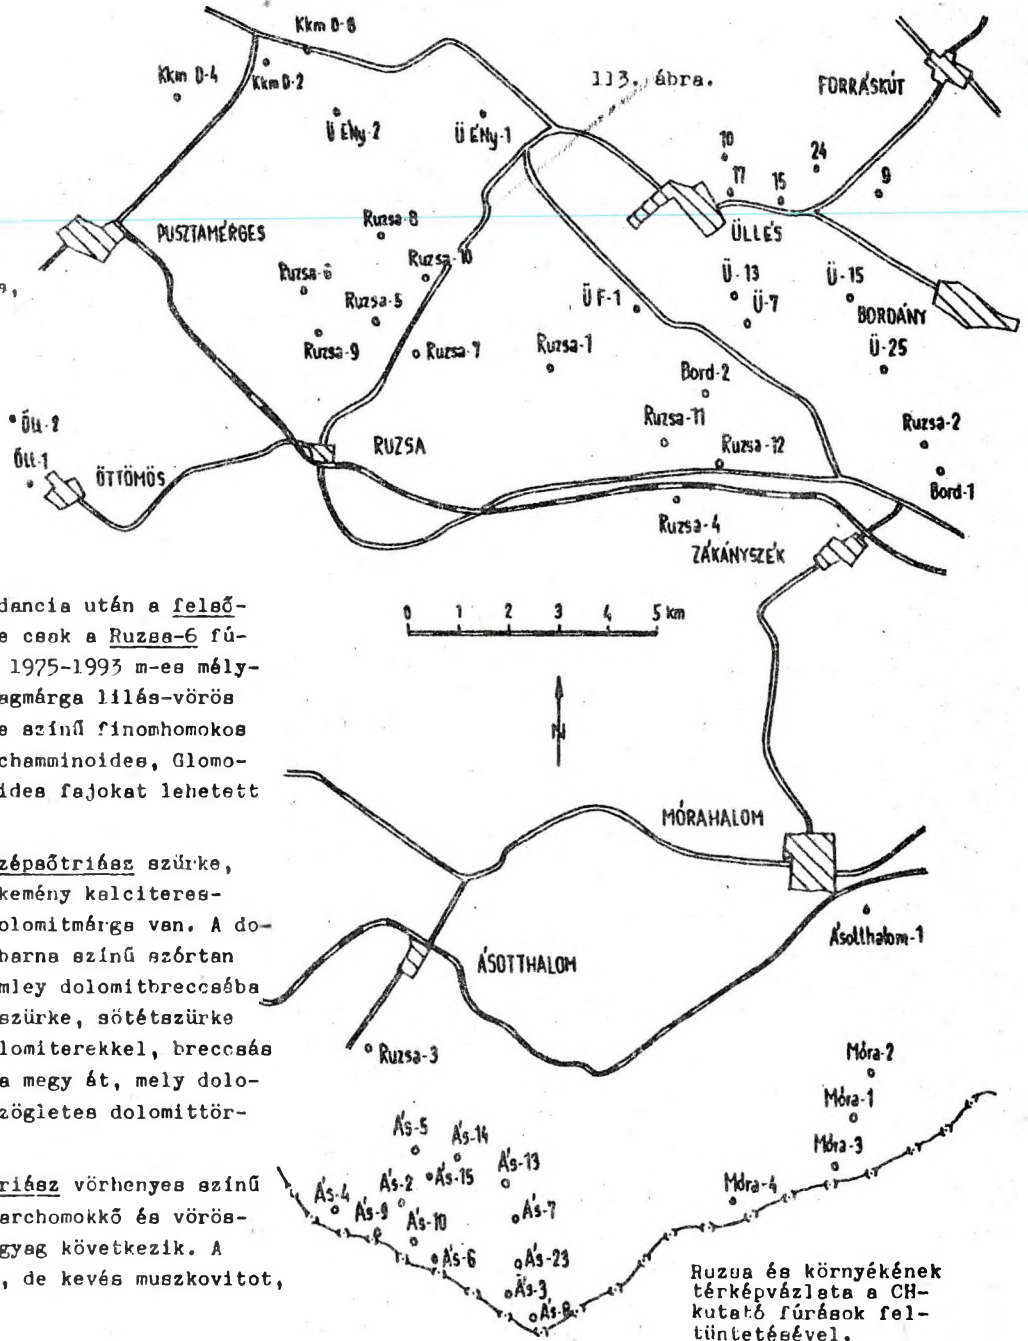 Kkm D-8
Kkm D-4
Kkm D-2
113. ábra.
FORRÁSKÚT
Ü ÉNy-2
Ü ÉNy-1
10
24
17
15
9
PUSZTAMÉRGES
Ruzsa-8
ÜLLÉS
Ruzsa-10
Ruzsa-6
Ü-13
Ü-15
Ruzsa-5
Ü F-1
Ü-7
BORDÁNY
Ruzsa-9
Ruzsa-7
Ruzsa-1
Ü-25
Bord-2
Öt-2
Ruzsa-11
Ruzsa-2
Öt-1
RUZSA
Ruzsa-12
ÖTTÖMÖS
Bord-1
Ruzsa-4
ZÁKÁNYSZÉK
dancia után a felső-
e csak a Ruzsa-6 fú-
1975-1993 m-es mély-
agmárga lilás-vörös
e színű finomhomokos
chamminoides, Glomo-
ides fajokat lehetett
0 1 2 3 4 5 km
N
zépsőtriász szürke,
kemény kalciteres-
olomitmárga van. A do-
barna színű szórtan
mley dolomitbreccsába
szürke, sötétszürke
lomiterekkel, breccsás
a megy át, mely dolo-
zögletes dolomittör-
MÓRAHALOM
Ásotthalom-1
ÁSOTTHALOM
Ruzsa-3
Móra-2
Móra-1
Móra-3
Móra-4
Ás-5
Ás-14
Ás-15
Ás-13
Ás-2
Ás-4
Ás-9
Ás-7
Ás-10
Ás-6
Ás-23
Ás-3
Ás-8
riász vörhenyes színű
archomokkő és vörös-
gyag következik. A
, de kevés muszkovitot,
Ruzsa és környékének
térképvázlata a CH-
kutató fúrások fel-
tüntetésével.